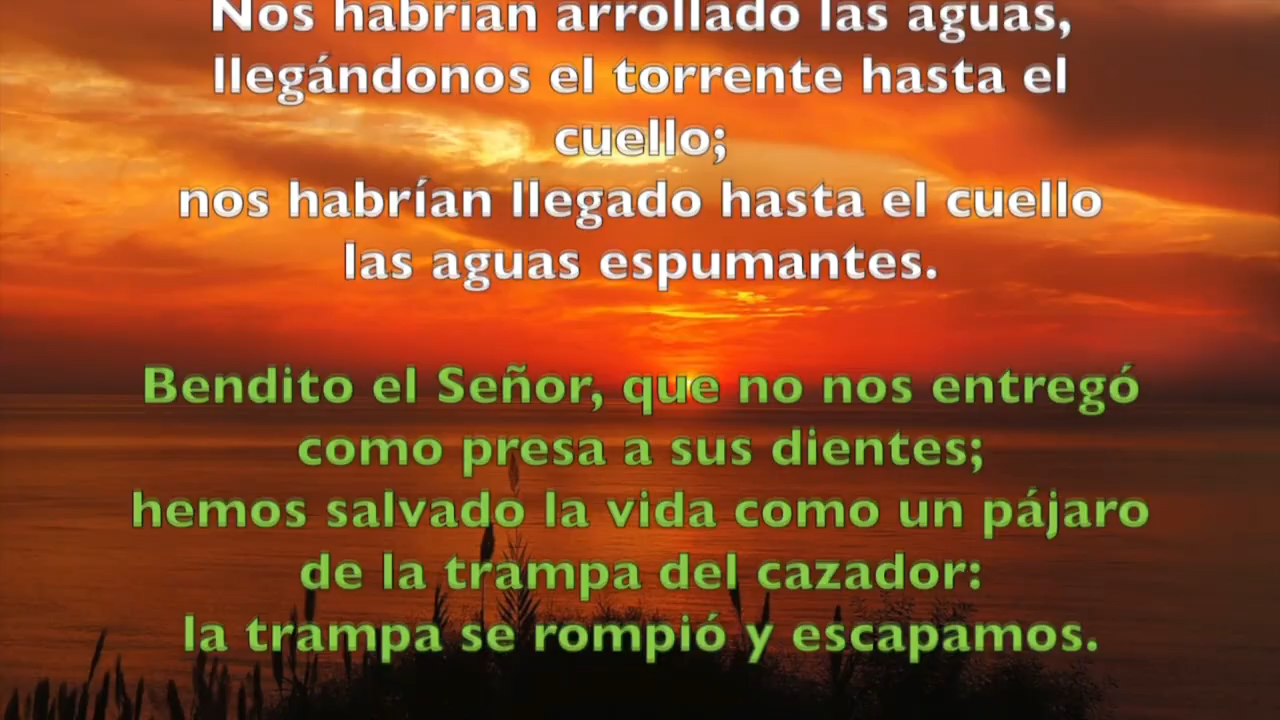 Nos habrían arrollado las aguas,
llegándonos el torrente hasta el
cuello;
nos habrían llegado hasta el cuello
las aguas espumantes.
Bendito el Señor, que no nos entregó
como presa a sus dientes;
hemos salvado la vida como un pájaro
de la trampa del cazador:
la trampa se rompió y escapamos.